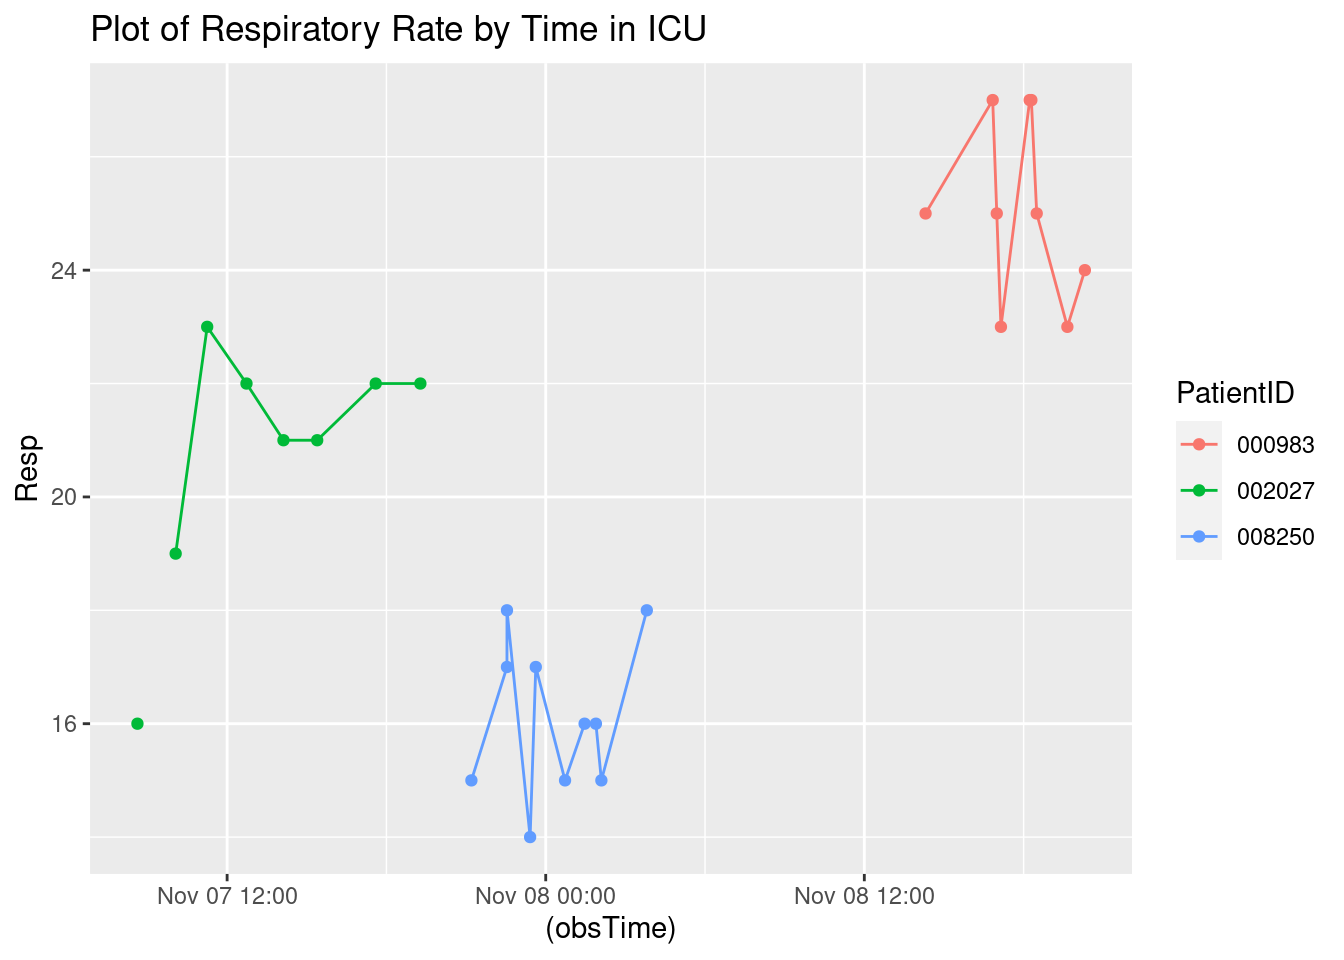 Plot of Respiratory Rate by Time in ICU
24
20
16
Resp
Nov 07 12:00
Nov 08 00:00
Nov 08 12:00
(obsTime)
PatientID
000983
002027
008250